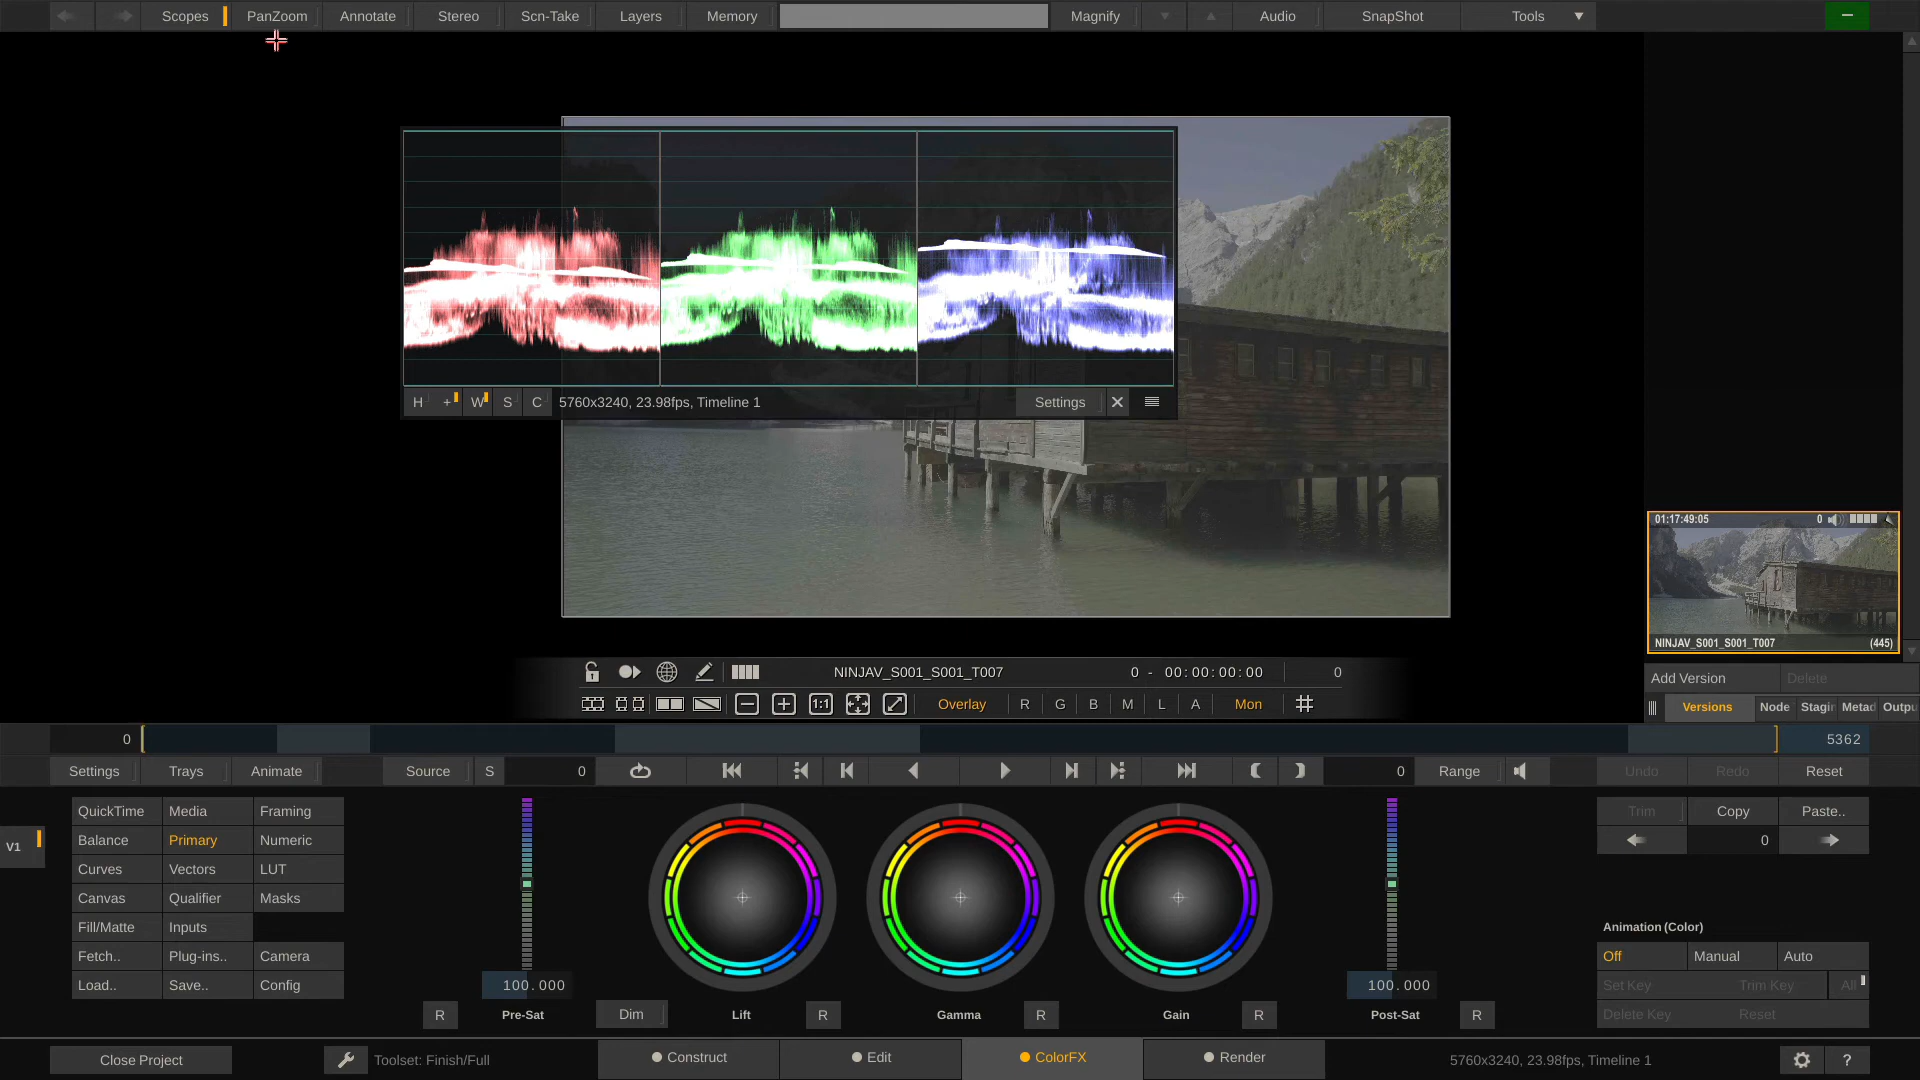 Scopes PanZoom Annotate Stereo Scn-Take Layers Memory Magnify Audio SnapShot Tools
H + W S C 5760x3240, 23.98fps, Timeline 1 Settings
01:17:49:05 0
NINJAV_S001_S001_T007 (445)
NINJAV_S001_S001_T007 0 - 00:00:00:00 0
Add Version Delete
1:1 Overlay R G B M L A Mon
Versions Node Stagin Metad Outpu
0 5362
Settings Trays Animate Source S 0 0 Range Undo Redo Reset
QuickTime Media Framing
Trim Copy Paste..
V1
Balance Primary Numeric
0
Curves Vectors LUT
Canvas Qualifier Masks
Fill/Matte Inputs
Animation (Color)
Fetch.. Plug-ins.. Camera
Off Manual Auto
Load.. Save.. Config
100.000 100.000
Set Key Trim Key All
R Pre-Sat Dim Lift R Gamma R Gain R Post-Sat R
Delete Key Reset
Close Project Toolset: Finish/Full Construct Edit ColorFX Render 5760x3240, 23.98fps, Timeline 1 ?